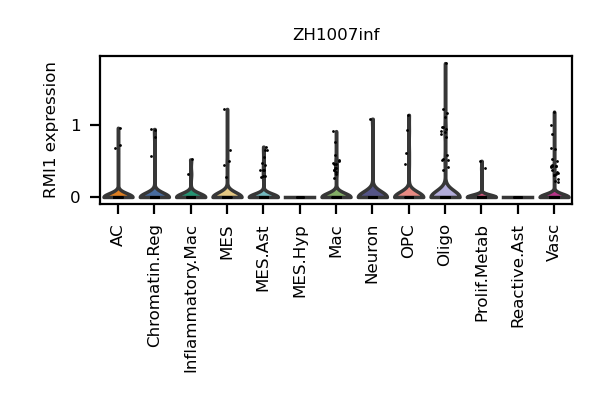 ZH1007inf
RMI1 expression
1
0
AC
Chromatin.Reg
Inflammatory.Mac
MES
MES.Ast
MES.Hyp
Mac
Neuron
OPC
Oligo
Prolif.Metab
Reactive.Ast
Vasc